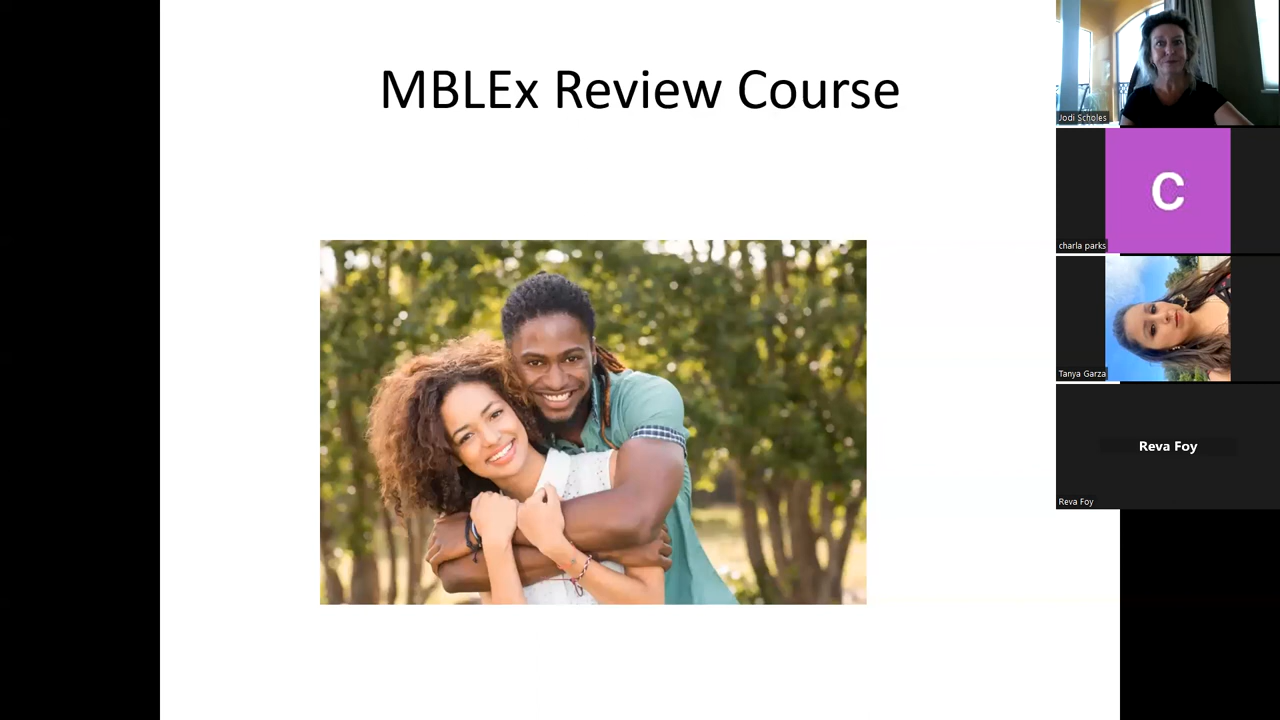 MBLEx Review Course
Jodi Scholes
C
charla parks
Tanya Garza
Reva Foy
Reva Foy